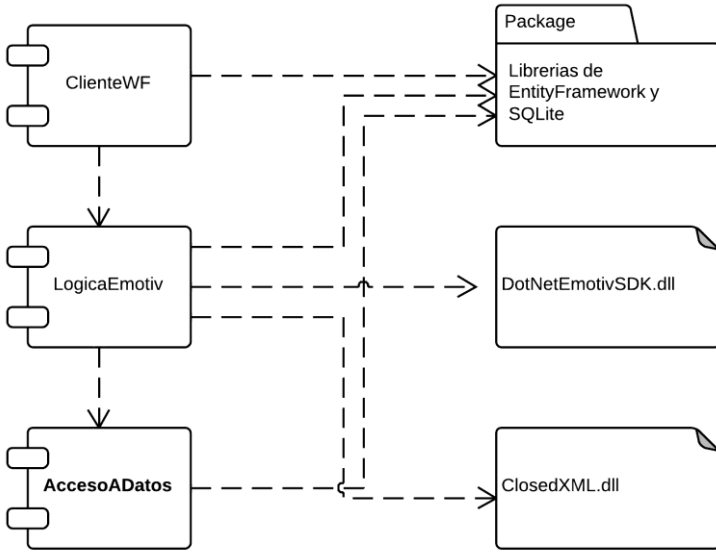 Package
ClienteWF
Librerias de
EntityFramework y
SQLite
LogicaEmotiv
DotNetEmotivSDK.dll
AccesoADatos
ClosedXML.dll